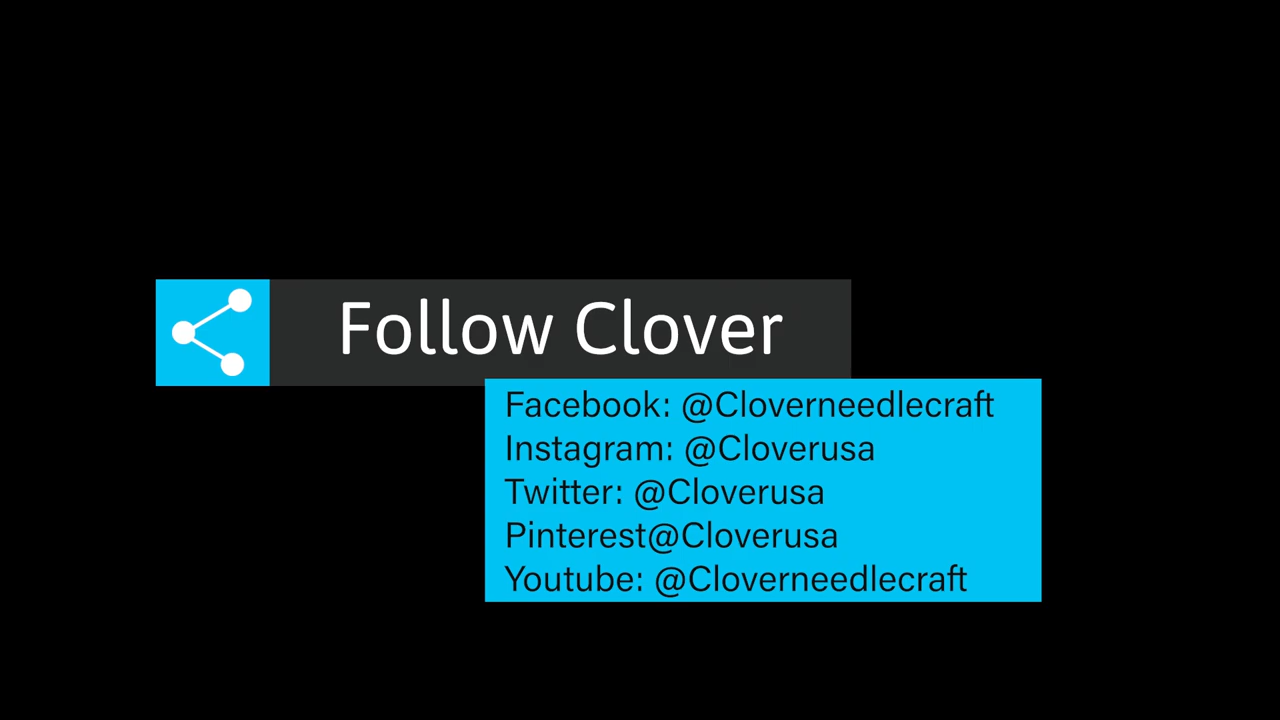 Follow Clover
Facebook: @Cloverneedlecraft
Instagram: @Cloverusa
Twitter: @Cloverusa
Pinterest@Cloverusa
Youtube: @Cloverneedlecraft